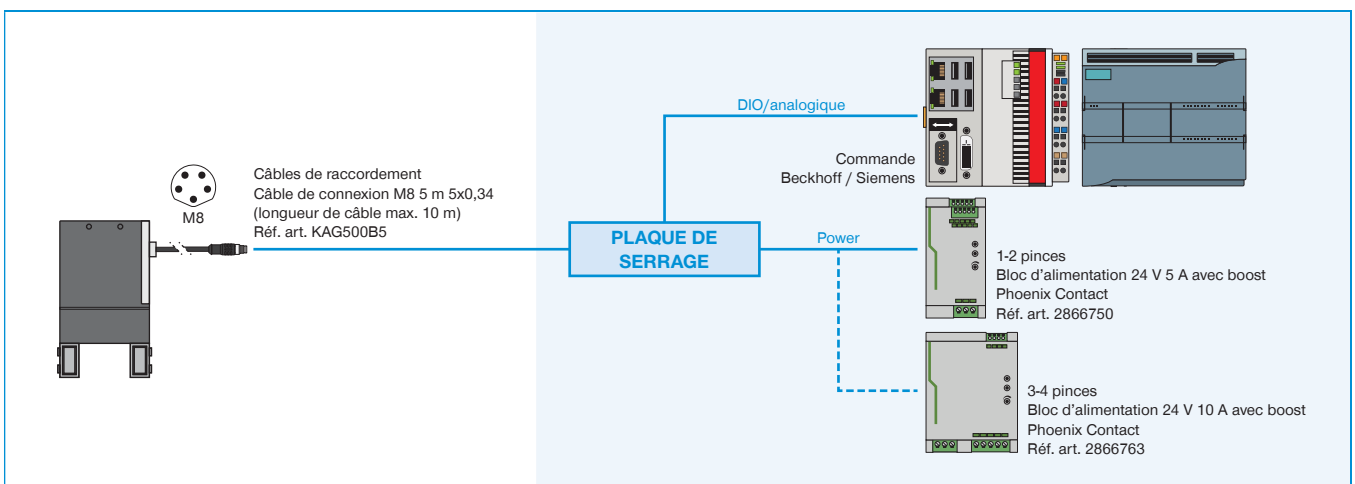 M8
Câbles de raccordement
Câble de connexion M8 5 m 5x0,34
(longueur de câble max. 10 m)
Réf. art. KAG500B5
PLAQUE DE
SERRAGE
DIO/analogique
Commande
Beckhoff / Siemens
Power
1-2 pinces
Bloc d’alimentation 24 V 5 A avec boost
Phoenix Contact
Réf. art. 2866750
3-4 pinces
Bloc d’alimentation 24 V 10 A avec boost
Phoenix Contact
Réf. art. 2866763